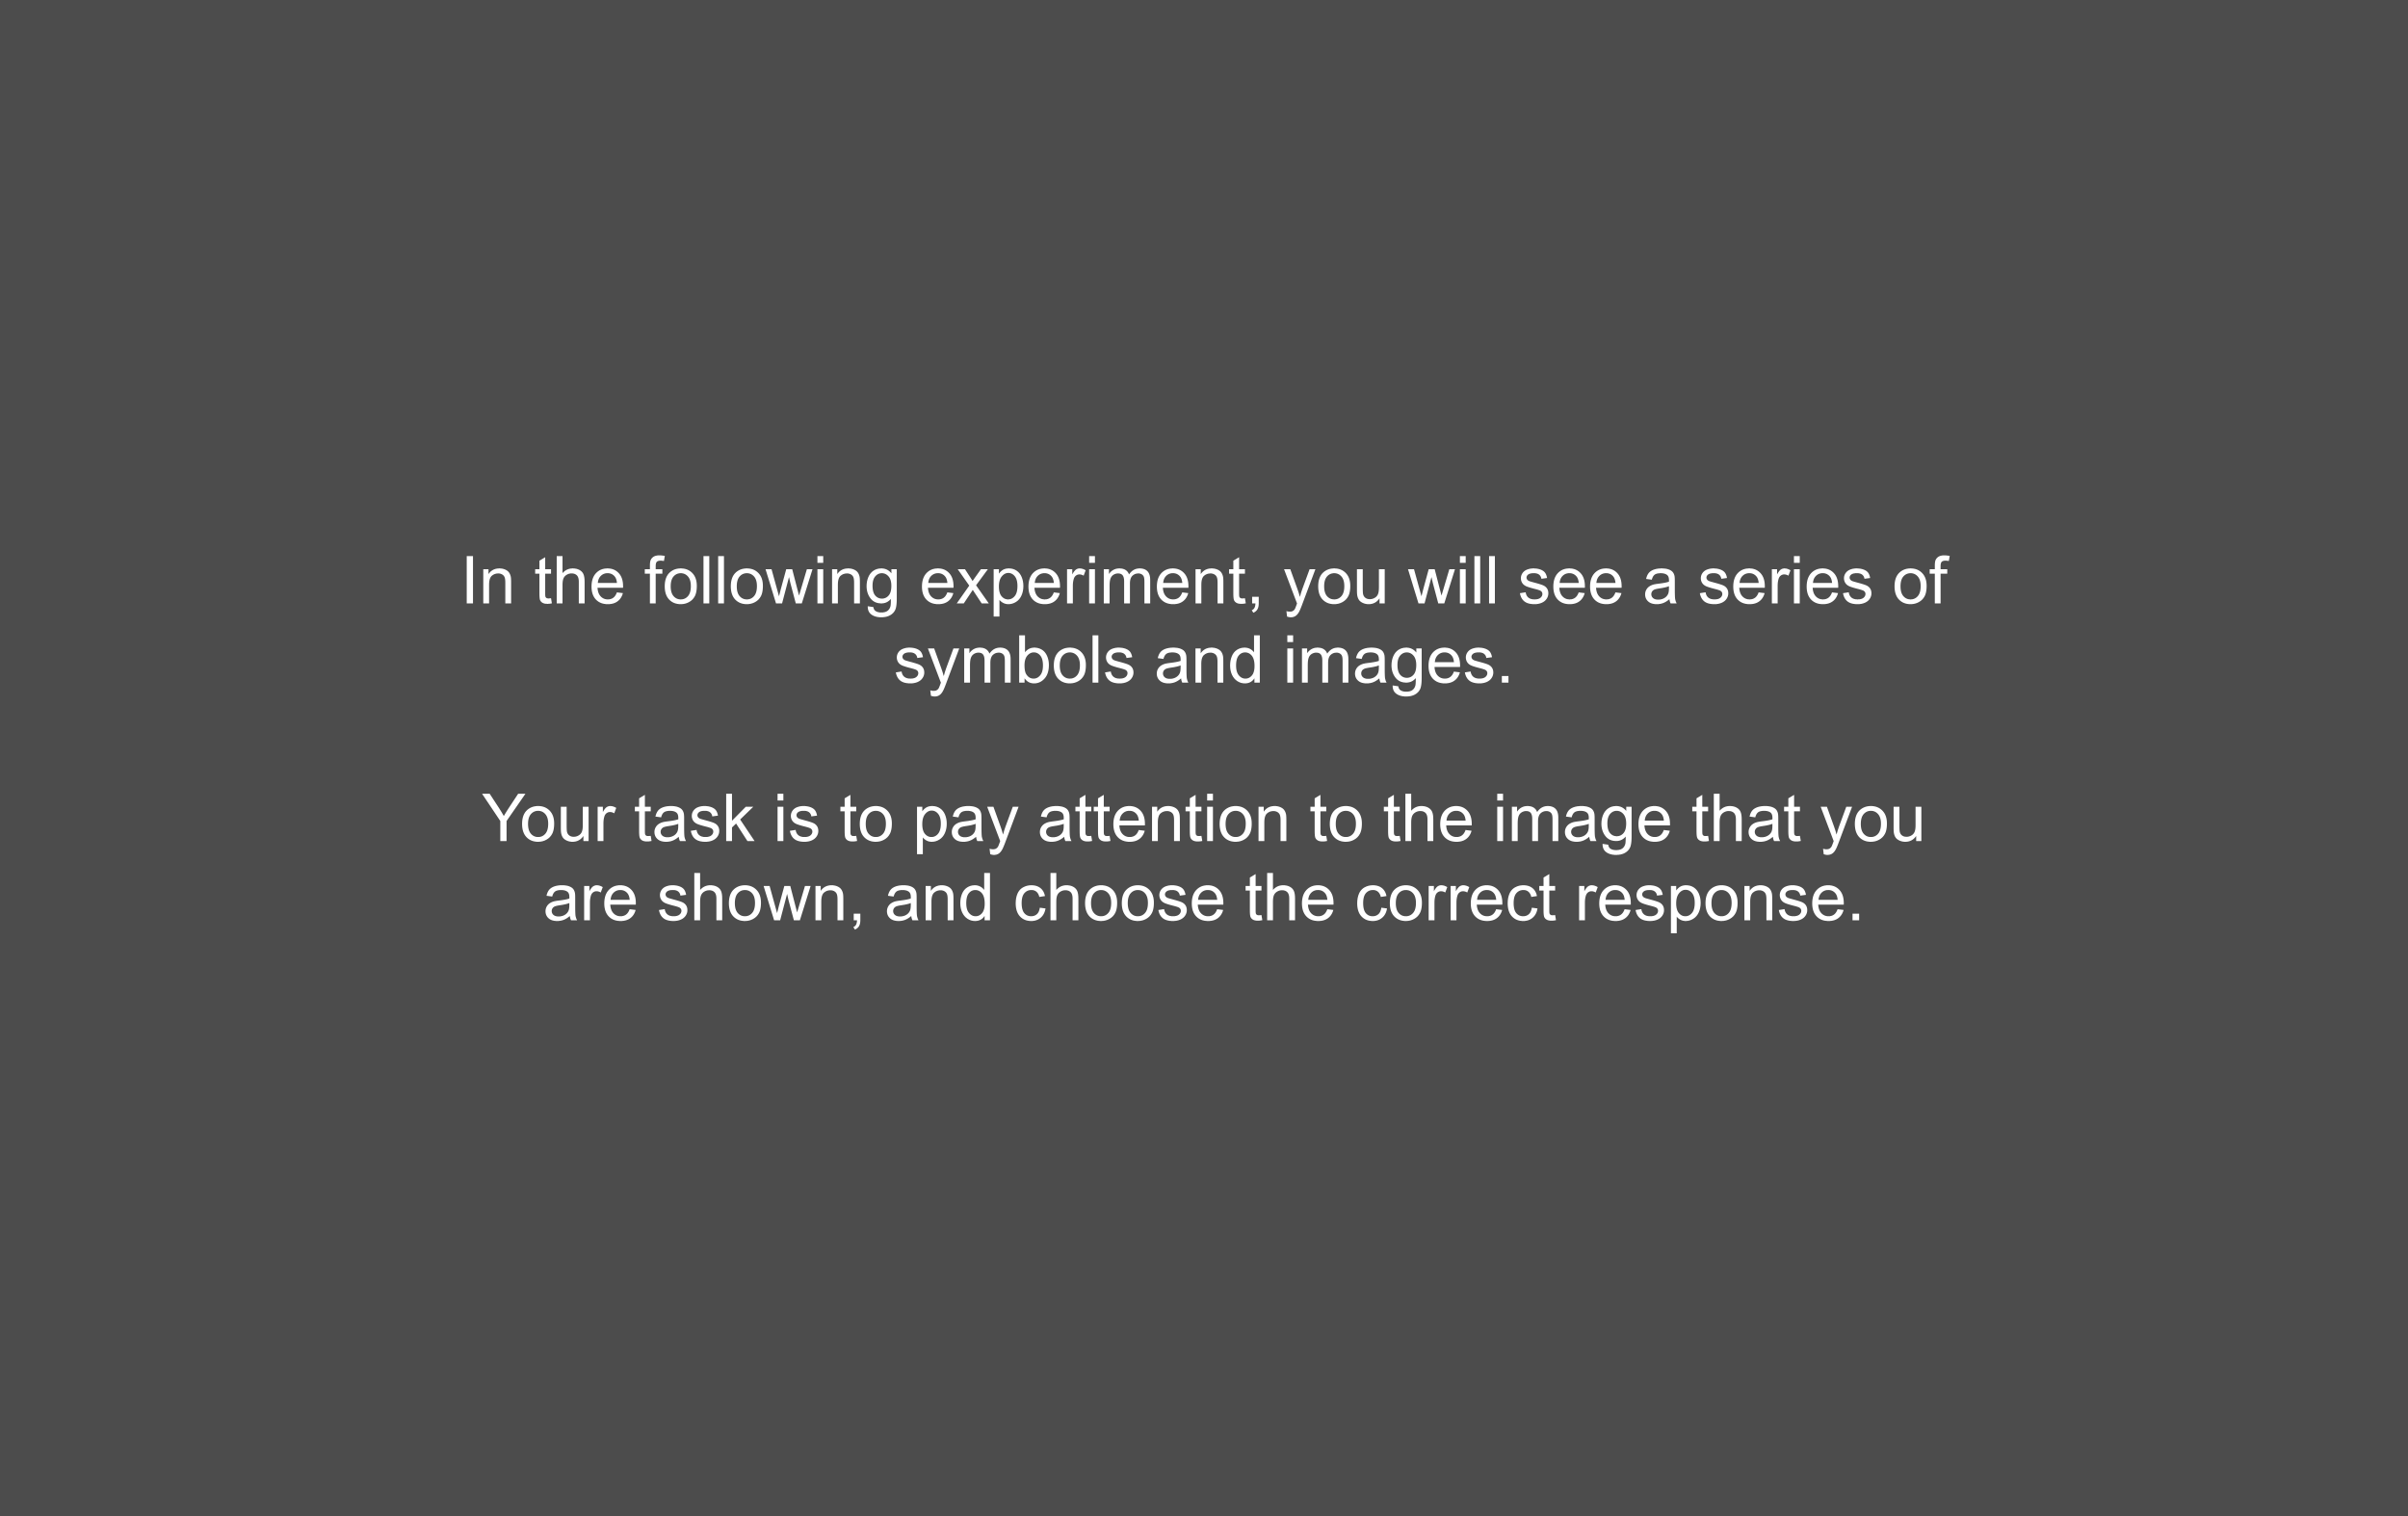 In the following experiment, you will see a series of
symbols and images.
Your task is to pay attention to the image that you
are shown, and choose the correct response.